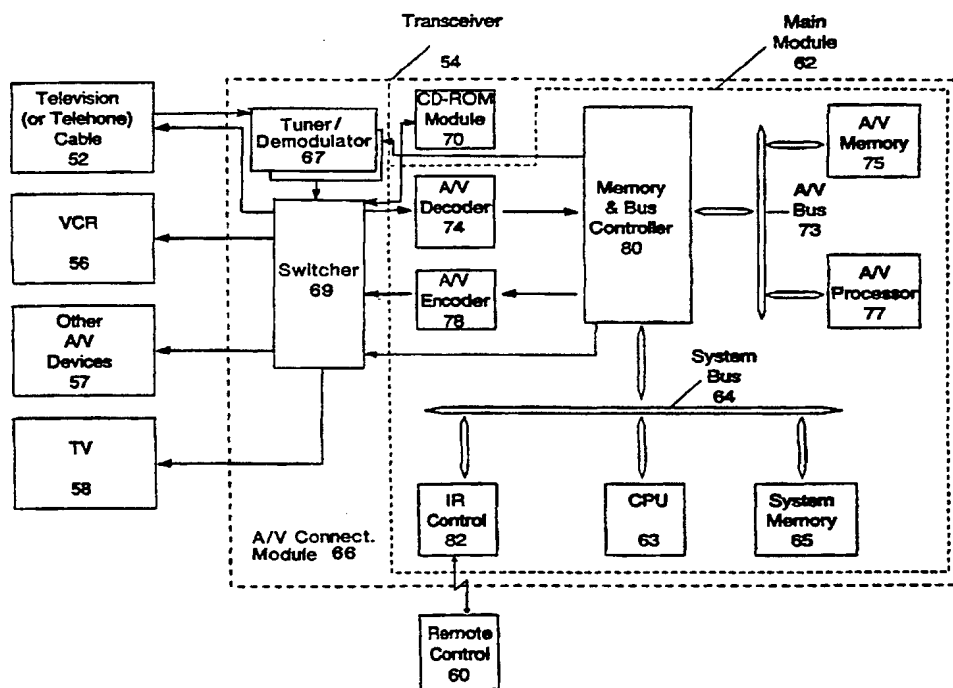 Transceiver
54
Main
Module
62
Television
(or Telehone)
Cable
52
Tuner/
Demodulator
67
CD-ROM
Module
70
A/V
Memory
75
VCR
56
A/V
Decoder
74
Memory
& Bus
Controller
80
A/V
Bus
73
Switcher
69
A/V
Encoder
78
A/V
Processor
77
Other
A/V
Devices
57
System
Bus
64
TV
58
IR
Control
82
CPU
63
System
Memory
65
A/V Connect.
Module 66
Remote
Control
60